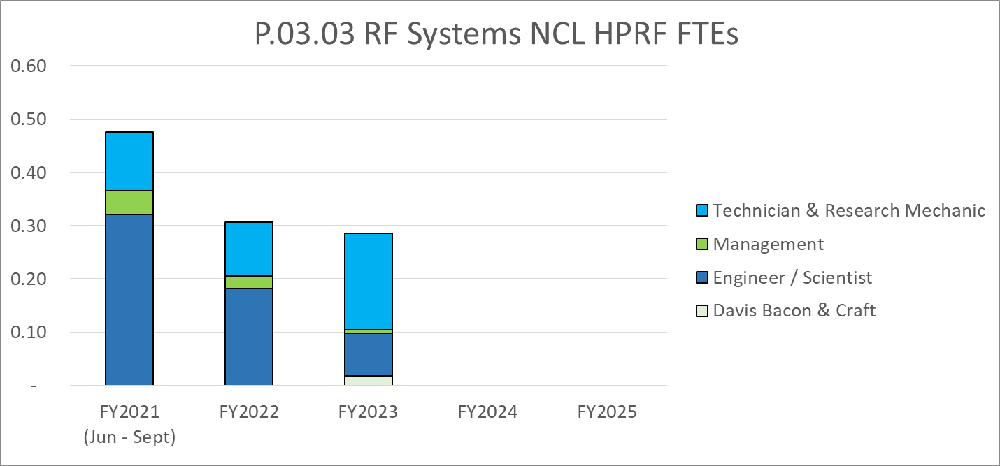 P.03.03 RF Systems NCL HPRF FTEs
0.60
0.50
0.40
0.30
0.20
0.10
-
FY2021
(Jun - Sept)
FY2022
FY2023
FY2024
FY2025
Technician & Research Mechanic
Management
Engineer / Scientist
Davis Bacon & Craft